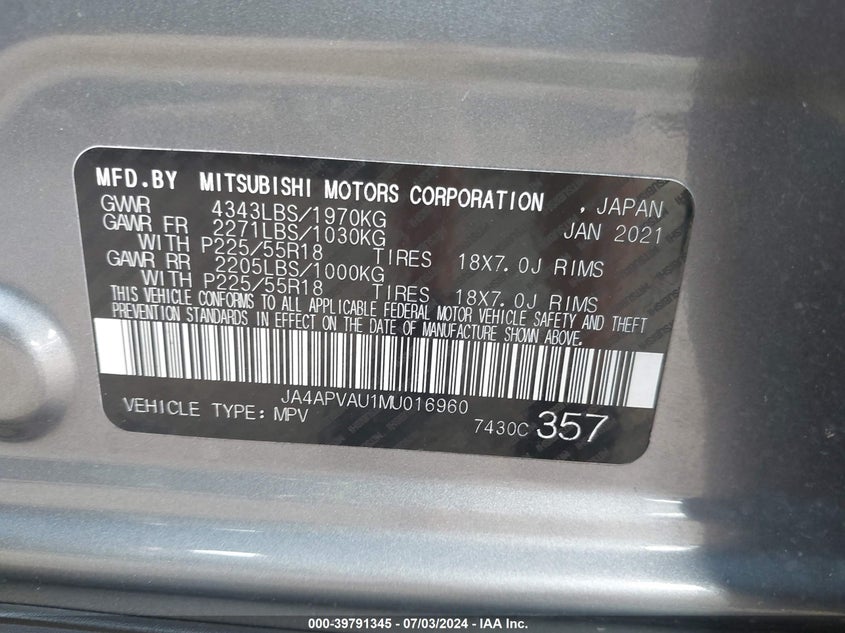 MFD.BY MITSUBISHI MOTORS CORPORATION , JAPAN
GWWR 4343LBS/1970KG JAN 2021
GAWR FR 2271LBS/1030KG
WITH P225/55R18 TIRES 18X7.0J RIMS
GAWR RR 2205LBS/1000KG
WITH P225/55R18 TIRES 18X7.0J RIMS
THIS VEHICLE CONFORMS TO ALL APPLICABLE FEDERAL MOTOR VEHICLE SAFETY AND THEFT
PREVENTION STANDARDS IN EFFECT ON THE DATE OF MANUFACTURE SHOWN ABOVE.
JA4APVAU1MU016960
VEHICLE TYPE: MPV 7430C 357
000-39791345 - 07/03/2024 - IAA Inc.